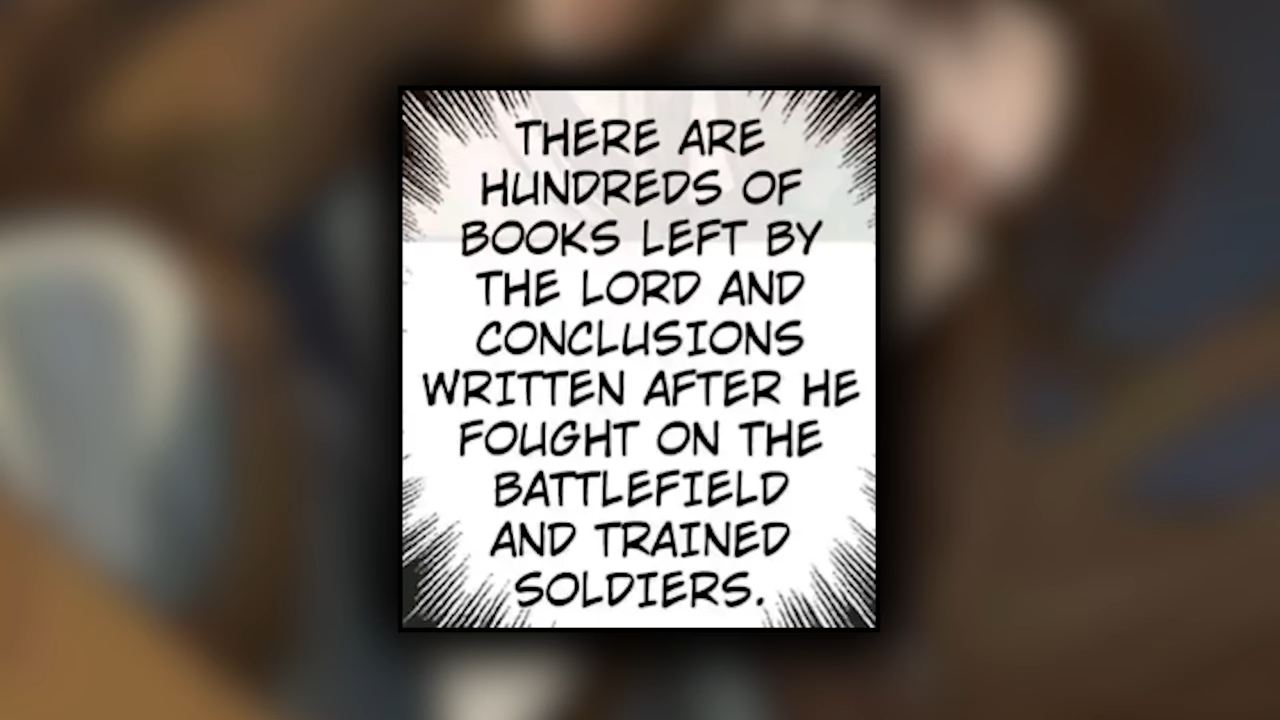 THERE ARE
HUNDREDS OF
BOOKS LEFT BY
THE LORD AND
CONCLUSIONS
WRITTEN AFTER HE
FOUGHT ON THE
BATTLEFIELD
AND TRAINED
SOLDIERS.